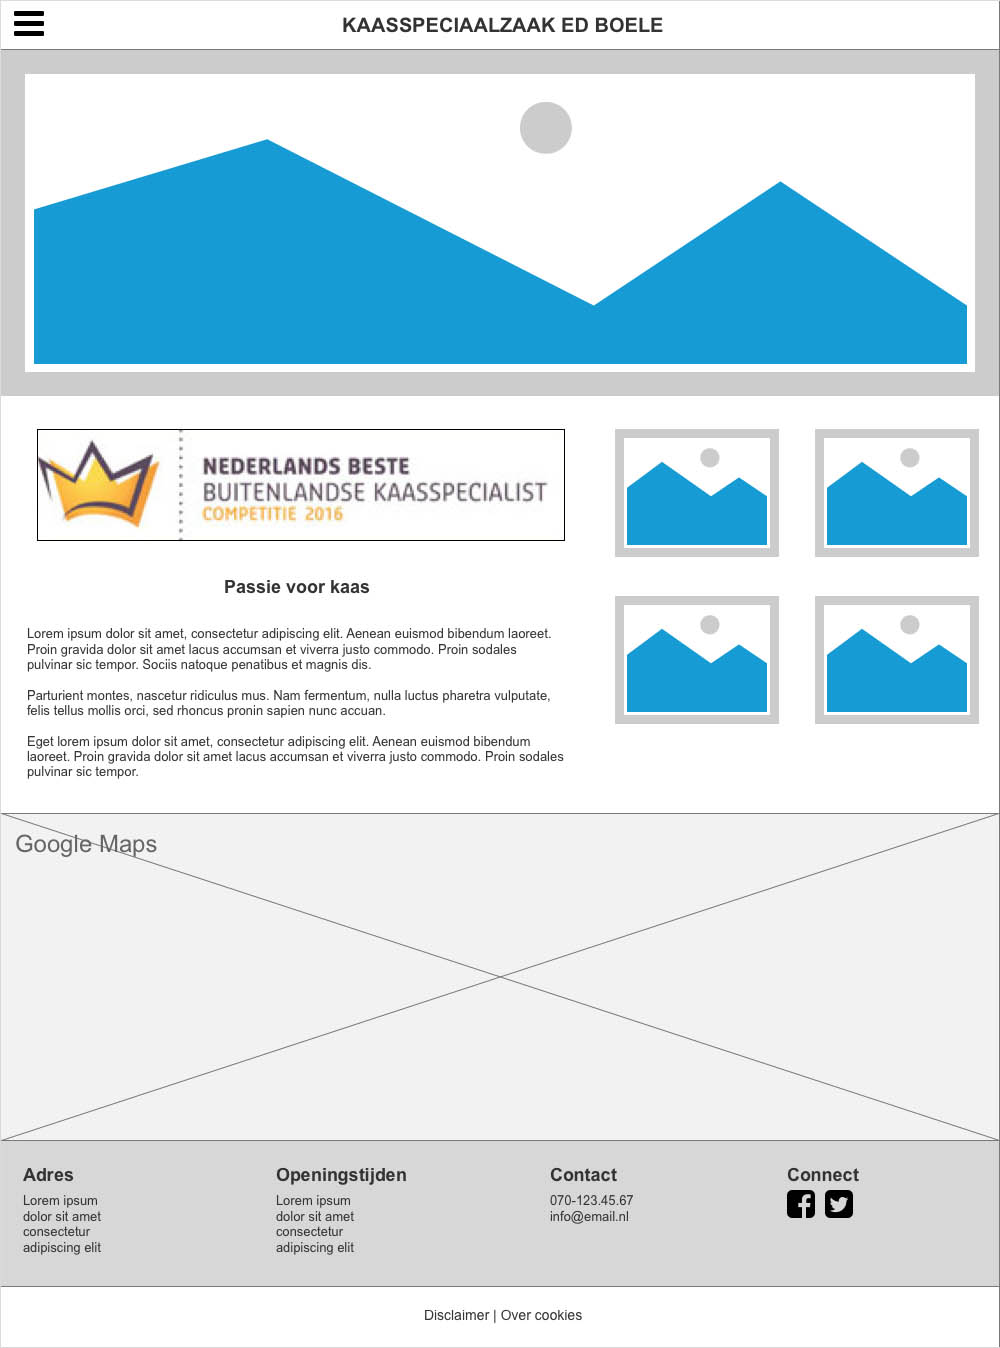 KAASSPECIAALZAAK ED BOELE
NEDERLANDS BESTE
BUITENLANDSE KAASSPECIALIST
COMPETITIE 2016
Passie voor kaas
Lorem ipsum dolor sit amet, consectetur adipiscing elit. Aenean euismod bibendum laoreet.
Proin gravida dolor sit amet lacus accumsan et viverra justo commodo. Proin sodales
pulvinar sic tempor. Sociis natoque penatibus et magnis dis.
Parturient montes, nascetur ridiculus mus. Nam fermentum, nulla luctus pharetra vulputate,
felis tellus mollis orci, sed rhoncus pronin sapien nunc accuan.
Eget lorem ipsum dolor sit amet, consectetur adipiscing elit. Aenean euismod bibendum
laoreet. Proin gravida dolor sit amet lacus accumsan et viverra justo commodo. Proin sodales
pulvinar sic tempor.
Google Maps
Adres
Lorem ipsum
dolor sit amet
consectetur
adipiscing elit
Openingstijden
Lorem ipsum
dolor sit amet
consectetur
adipiscing elit
Contact
070-123.45.67
info@email.nl
Connect
Disclaimer | Over cookies